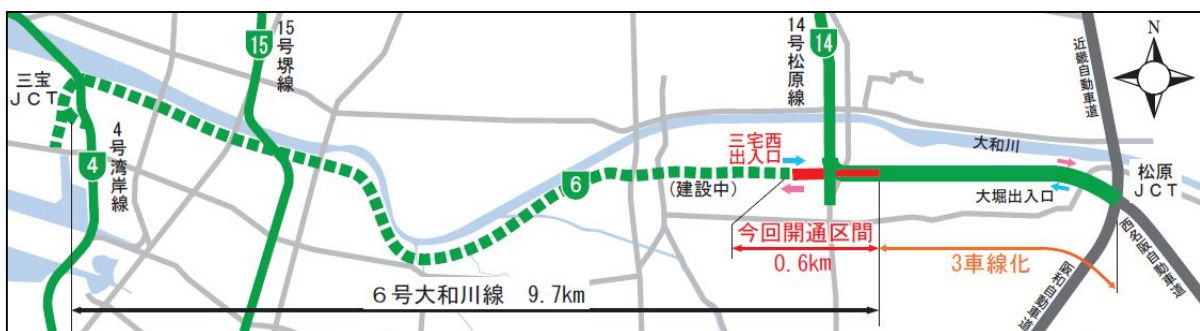 三宝
JCT
4
4号湾岸線
15号堺線
15
6
(建設中)
三宅西
出入口
14号松原線
14
近畿自動車道
N
大和川
松原
JCT
大堀出入口
西名阪自動車道
阪和自動車道
今回開通区間
0.6km
3車線化
6号大和川線 9.7km